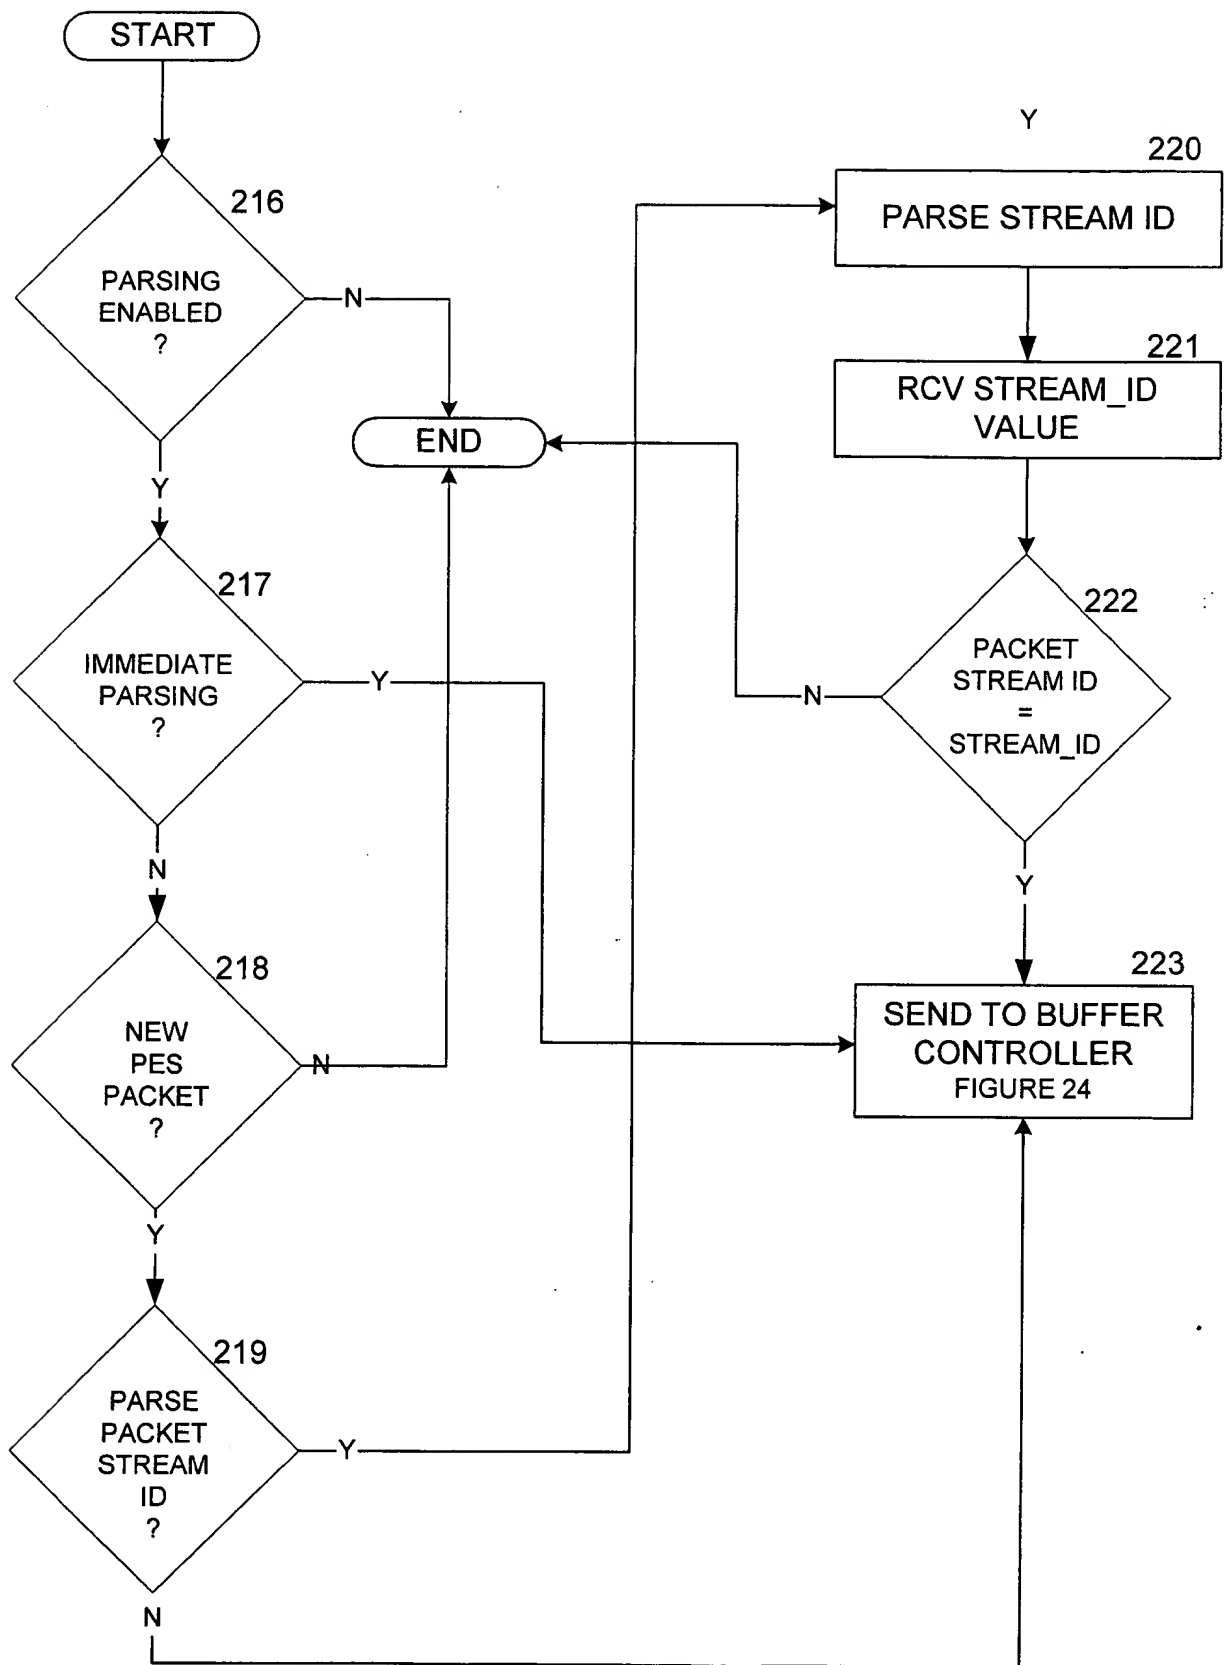 START
216
PARSING
ENABLED
?
N
Y
END
217
IMMEDIATE
PARSING
?
Y
N
218
NEW
PES
PACKET
?
N
Y
219
PARSE
PACKET
STREAM
ID
?
Y
N
Y
220
PARSE STREAM ID
221
RCV STREAM_ID
VALUE
222
PACKET
STREAM ID
=
STREAM_ID
N
Y
223
SEND TO BUFFER
CONTROLLER
FIGURE 24